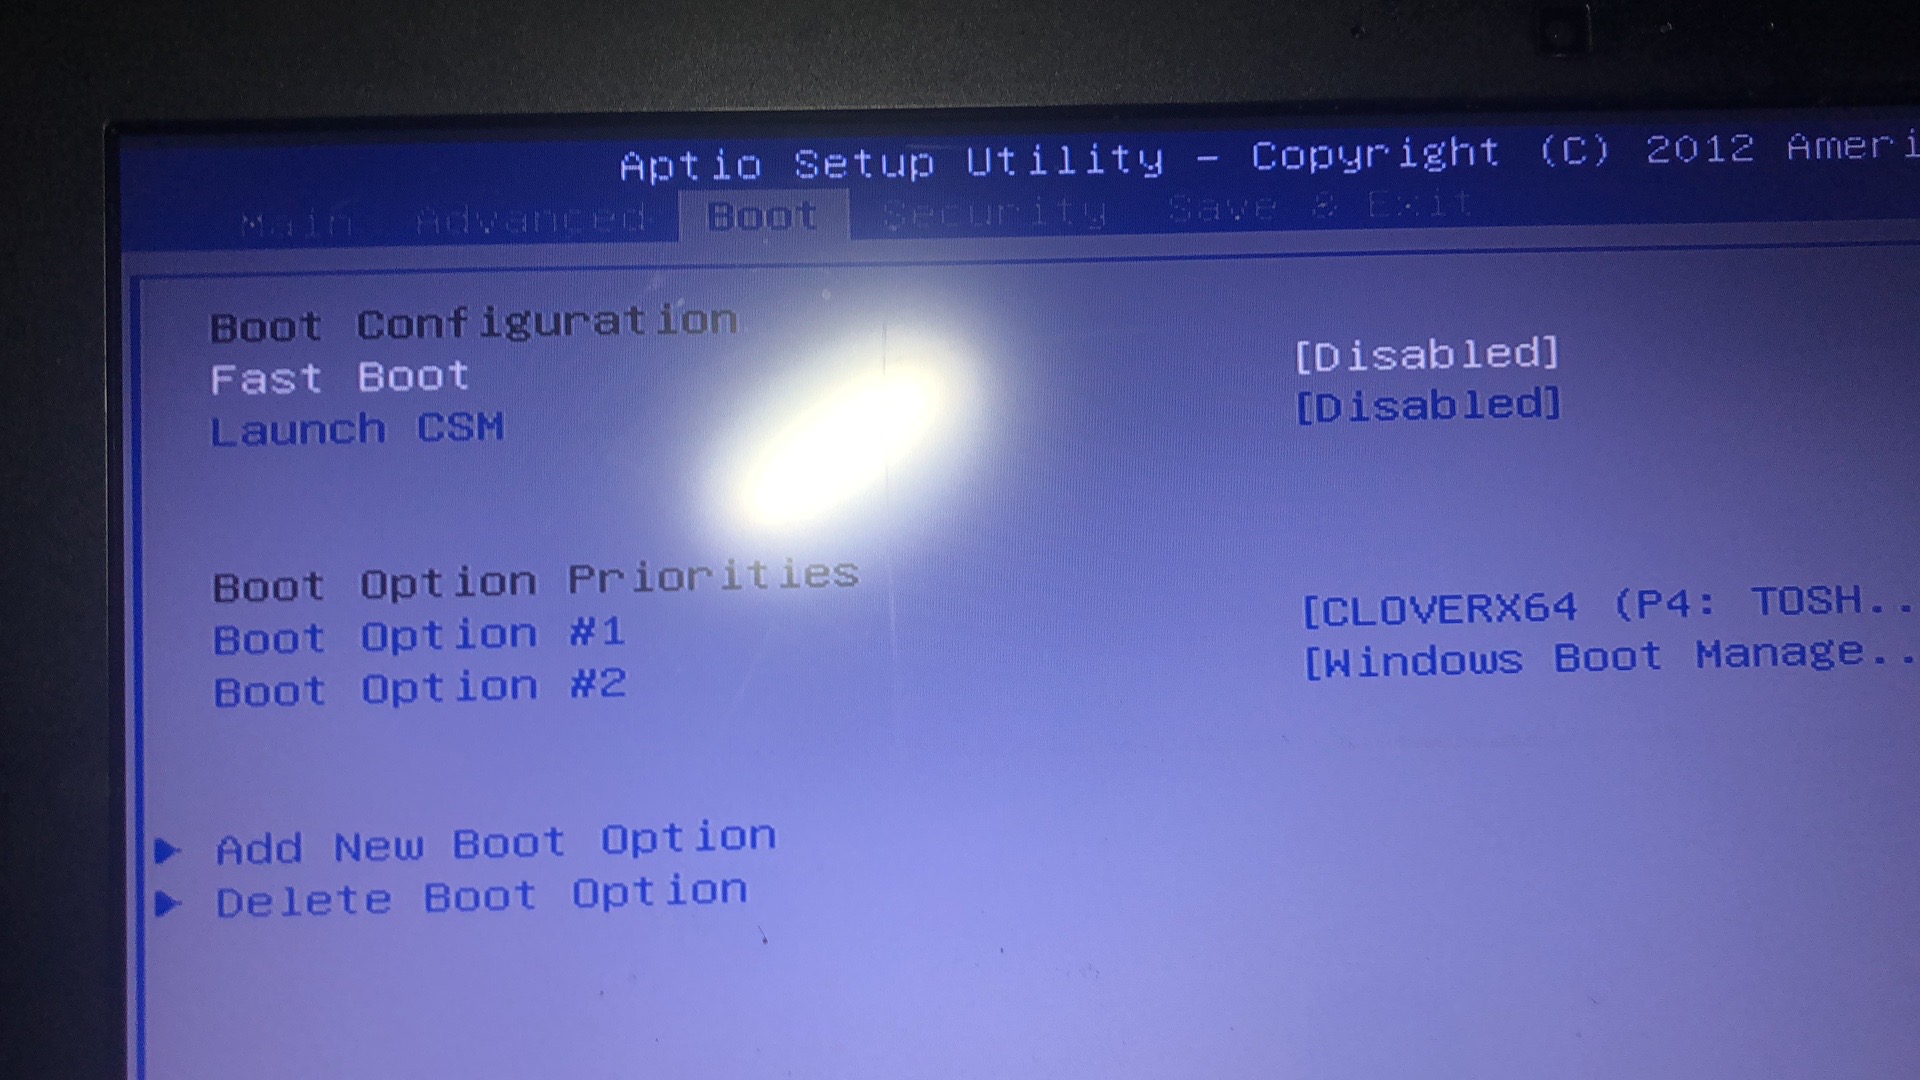 Aptio Setup Utility - Copyright (C) 2012 Ameri
Main Advanced Boot Security Save & Exit
Boot Configuration
Fast Boot [Disabled]
Launch CSM [Disabled]
Boot Option Priorities
Boot Option #1 [CLOVERX64 (P4: TOSH...
Boot Option #2 [Windows Boot Manage...
Add New Boot Option
Delete Boot Option